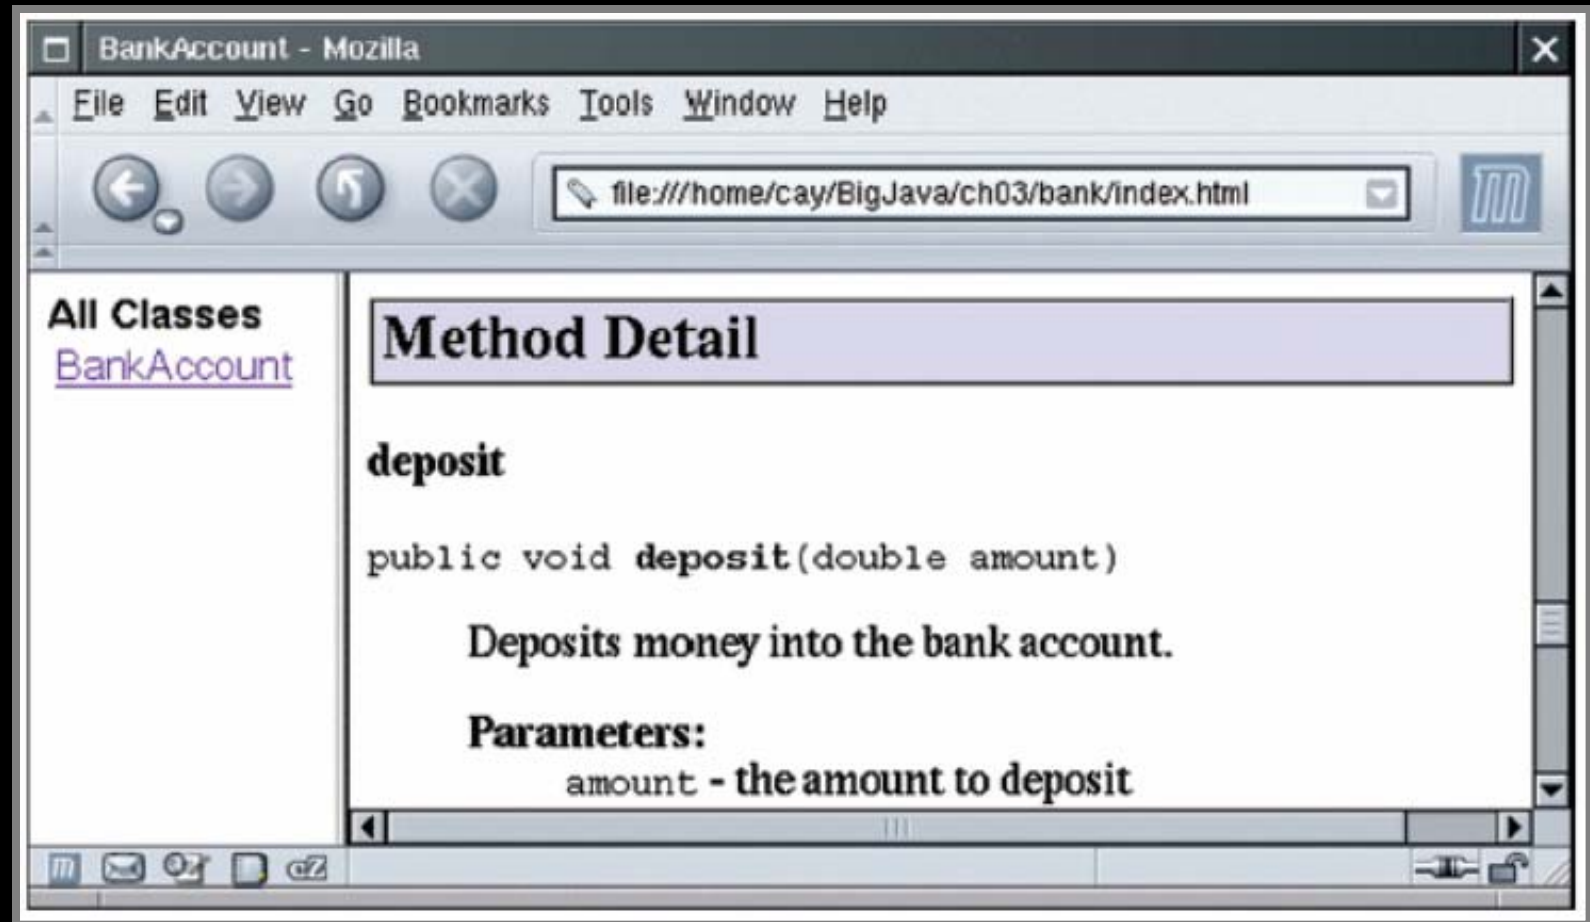 BankAccount - Mozilla
File Edit View Go Bookmarks Tools Window Help
file:///home/cay/BigJava/ch03/bank/index.html
All Classes
BankAccount
Method Detail
deposit
public void deposit(double amount)
Deposits money into the bank account.
Parameters:
amount - the amount to deposit